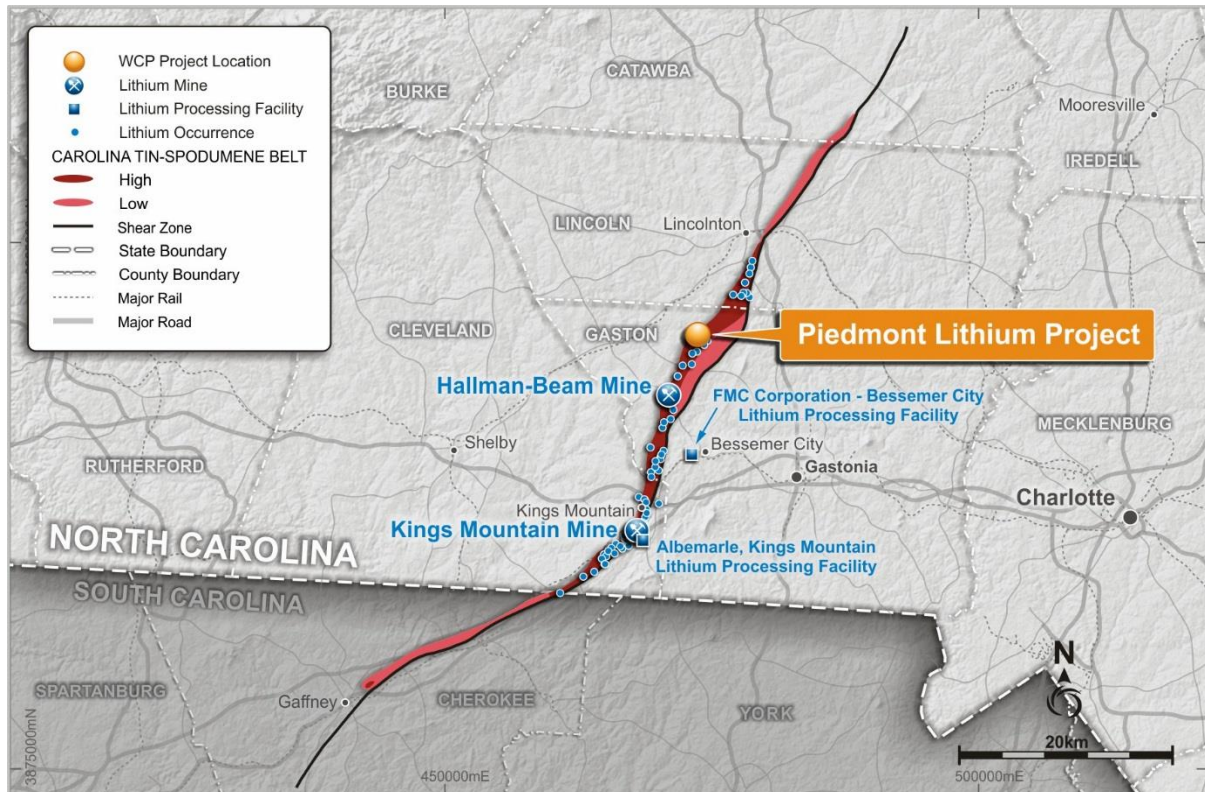 WCP Project Location
Lithium Mine
Lithium Processing Facility
Lithium Occurrence
CAROLINA TIN-SPODUMENE BELT
High
Low
Shear Zone
State Boundary
County Boundary
Major Rail
Major Road
BURKE
CATAWBA
Mooresville
IREDELL
LINCOLN
Lincolnton
CLEVELAND
GASTON
Piedmont Lithium Project
Hallman-Beam Mine
FMC Corporation - Bessemer City
Lithium Processing Facility
MECKLENBURG
Shelby
Bessemer City
RUTHERFORD
Gastonia
Charlotte
Kings Mountain
Kings Mountain Mine
NORTH CAROLINA
Albemarle, Kings Mountain
Lithium Processing Facility
SOUTH CAROLINA
SPARTANBURG
Gaffney
CHEROKEE
YORK
N
20km
3875000mN
450000mE
500000mE